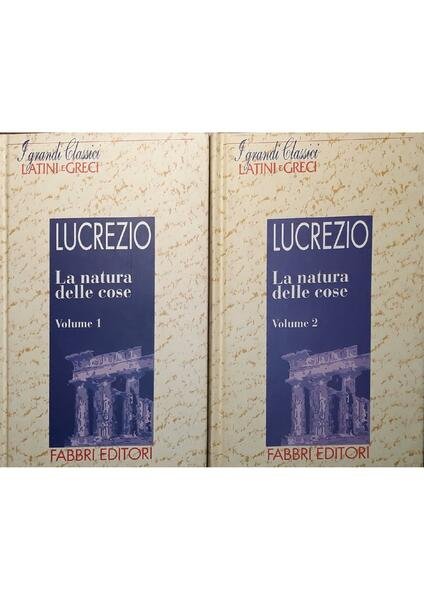 I grandi Classici
LATINI E GRECI
LUCREZIO
La natura
delle cose
Volume 1
FABBRI EDITORI
I grandi Classici
LATINI E GRECI
LUCREZIO
La natura
delle cose
Volume 2
FABBRI EDITORI